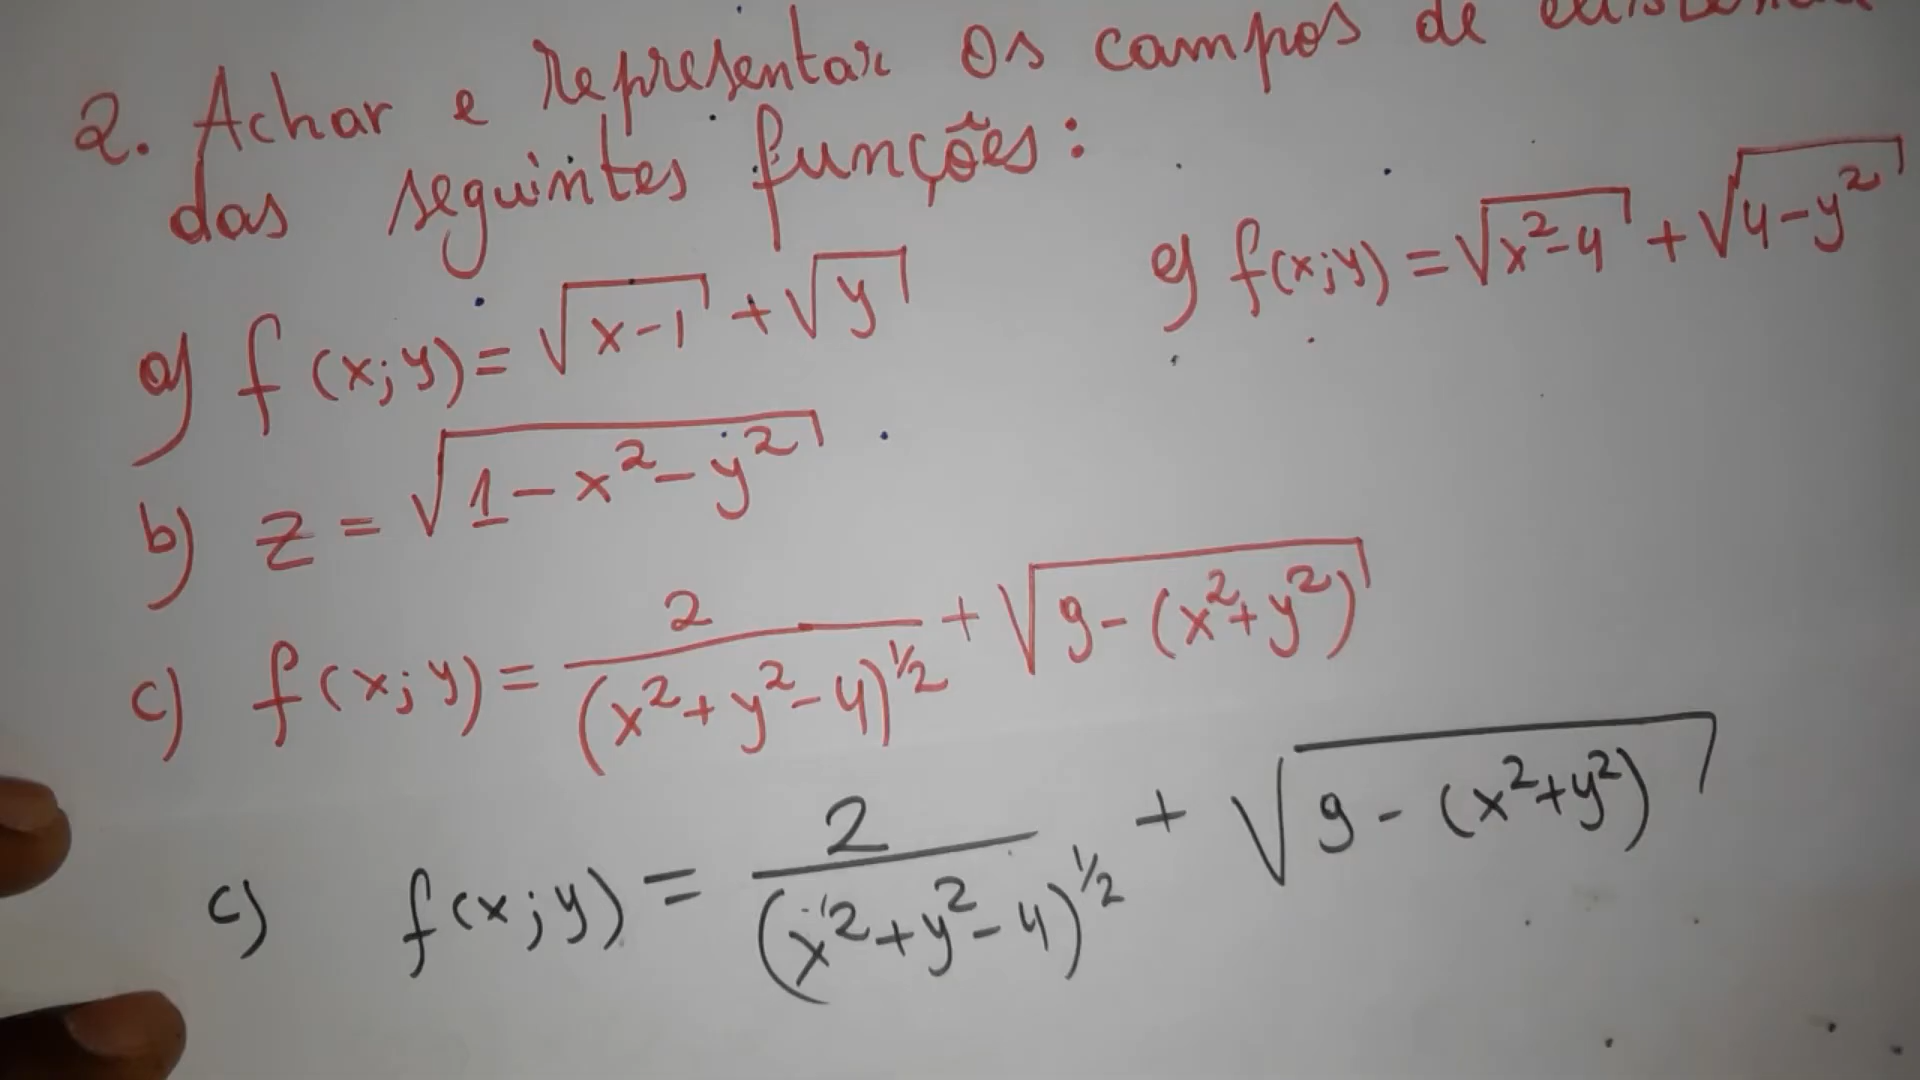 2. Achar e representar os campos de existência
das seguintes funções:
a) f(x;y) = √(x-1) + √y
e) f(x;y) = √(x²-4) + √(4-y²)
b) z = √(1-x²-y²)
c) f(x;y) = 2/(x²+y²-4)^½ + √(9-(x²+y²))
c) f(x;y) = 2/(x²+y²-4)^½ + √(9-(x²+y²))